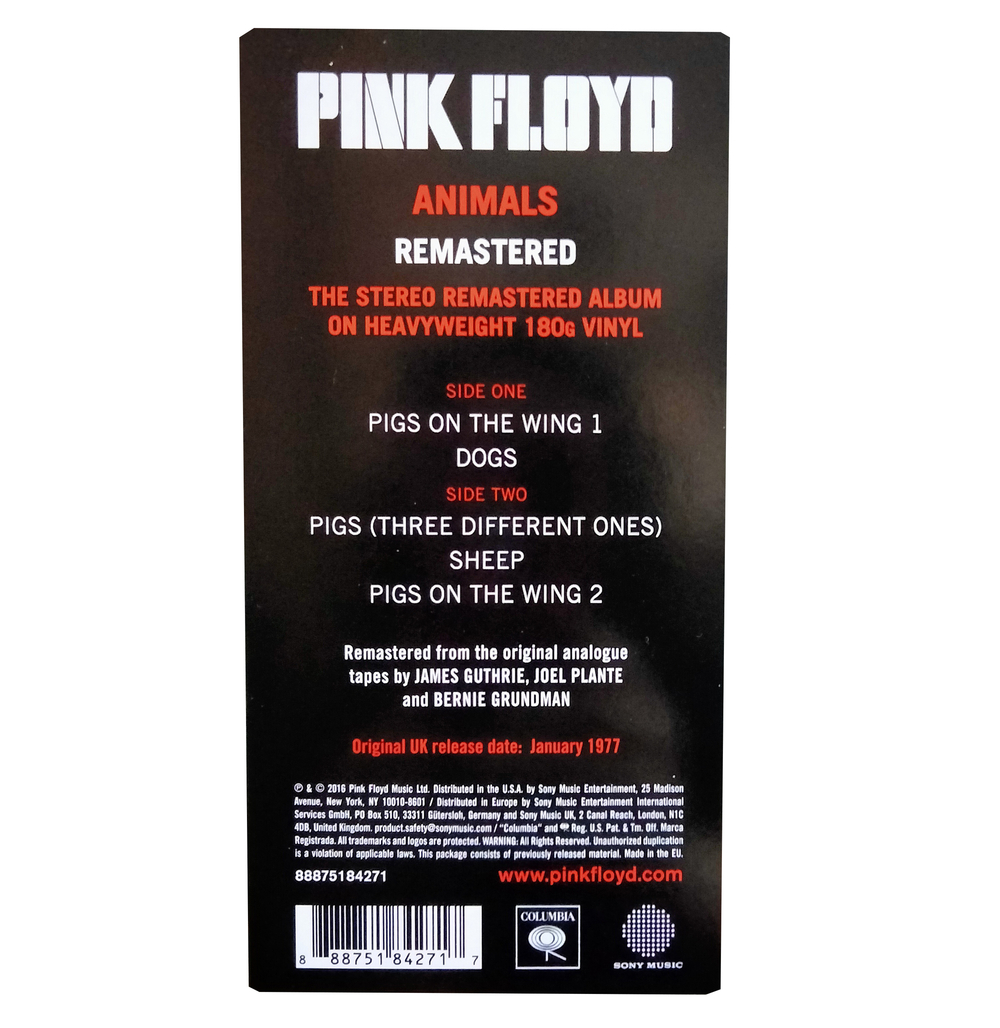 PINK FLOYD
ANIMALS
REMASTERED
THE STEREO REMASTERED ALBUM
ON HEAVYWEIGHT 180G VINYL
SIDE ONE
PIGS ON THE WING 1
DOGS
SIDE TWO
PIGS (THREE DIFFERENT ONES)
SHEEP
PIGS ON THE WING 2
Remastered from the original analogue
tapes by JAMES GUTHRIE, JOEL PLANTE
and BERNIE GRUNDMAN
Original UK release date: January 1977
℗ & © 2016 Pink Floyd Music Ltd. Distributed in the U.S.A. by Sony Music Entertainment, 25 Madison
Avenue, New York, NY 10010-8601 / Distributed in Europe by Sony Music Entertainment International
Services GmbH, PO Box 510, 33311 Gütersloh, Germany and Sony Music UK, 2 Canal Reach, London, N1C
4DB, United Kingdom. product.safety@sonymusic.com / "Columbia" and Reg. U.S. Pat. & Tm. Off. Marca
Registrada. All trademarks and logos are protected. WARNING: All Rights Reserved. Unauthorized duplication
is a violation of applicable laws. This package consists of previously released material. Made in the EU.
88875184271 www.pinkfloyd.com
8 88751 84271 7
COLUMBIA
SONY MUSIC